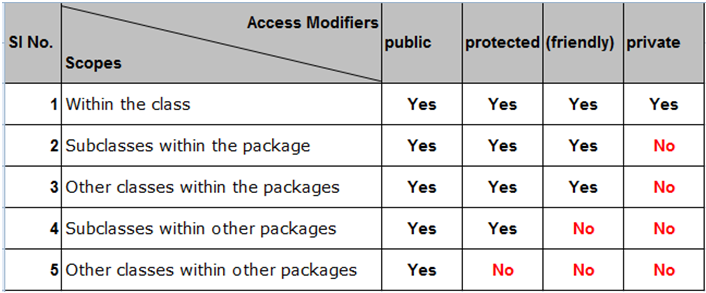 Access Modifiers
Sl No. Scopes public protected (friendly) private
1 Within the class Yes Yes Yes Yes
2 Subclasses within the package Yes Yes Yes No
3 Other classes within the packages Yes Yes Yes No
4 Subclasses within other packages Yes Yes No No
5 Other classes within other packages Yes No No No